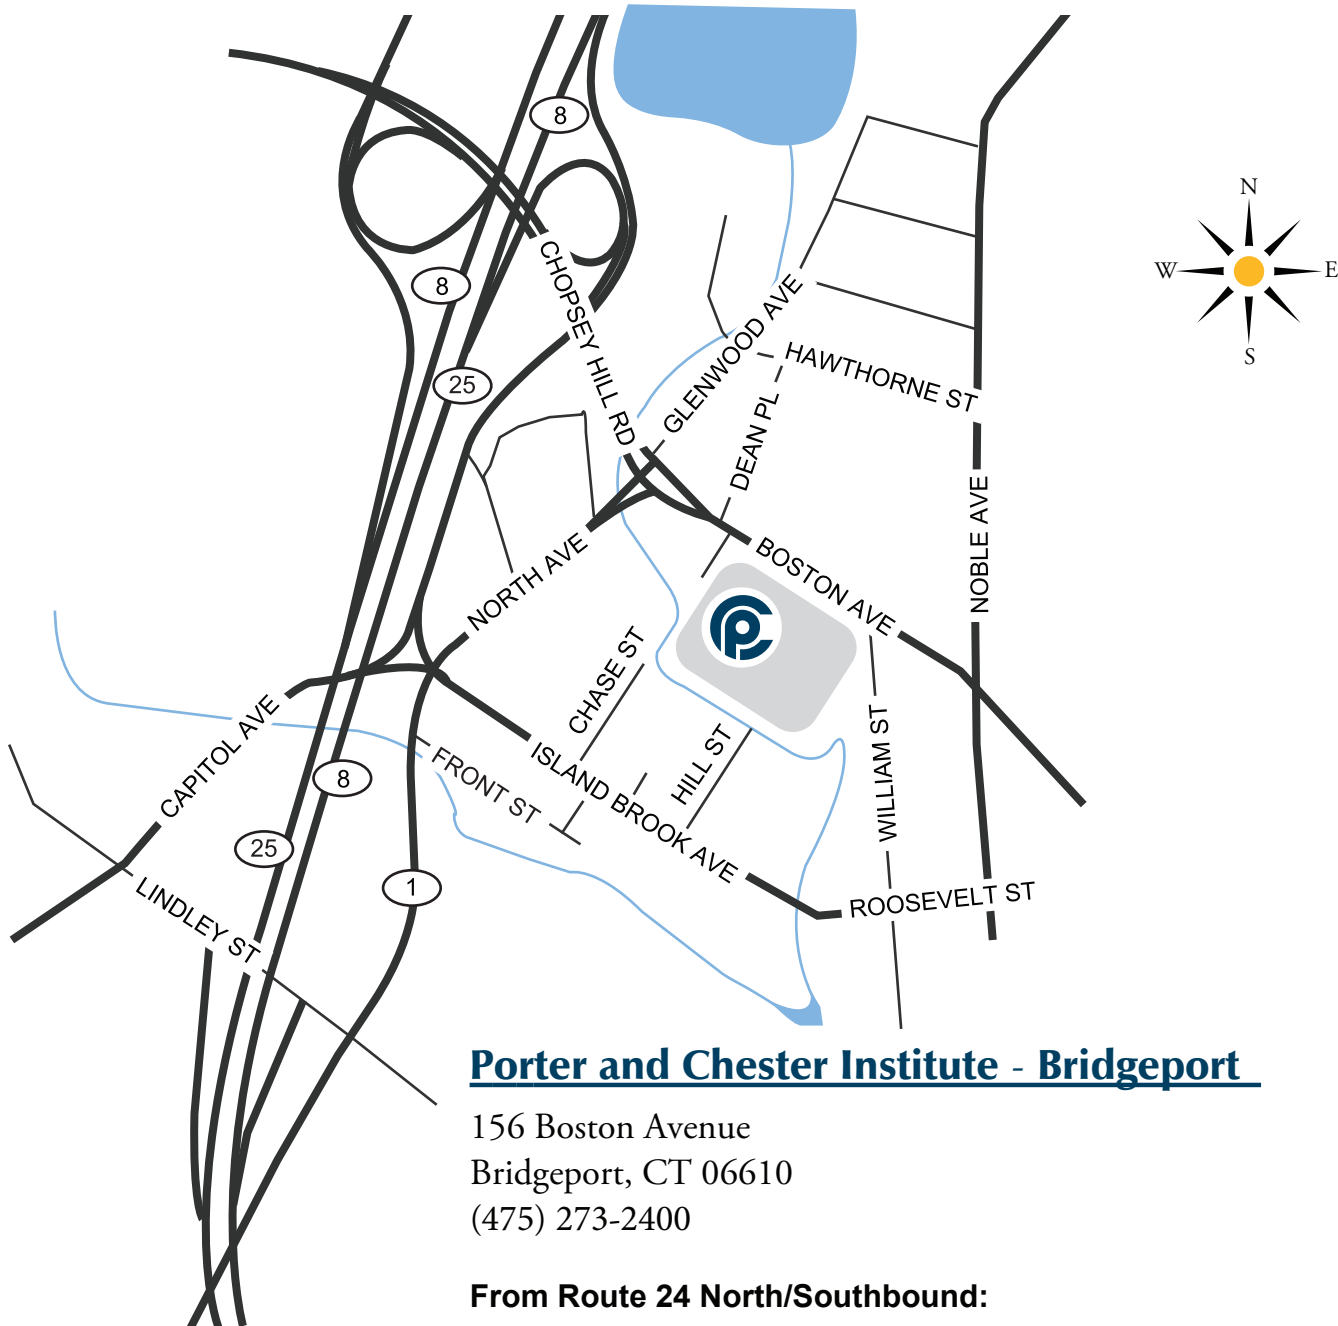 8
N
W
E
S
CHOPSEY HILL RD
8
GLENWOOD AVE
HAWTHORNE ST
25
DEAN PL
NOBLE AVE
NORTH AVE
BOSTON AVE
CHASE ST
CAPITOL AVE
HILL ST
WILLIAM ST
FRONT ST
ISLAND BROOK AVE
8
25
1
LINDLEY ST
ROOSEVELT ST
Porter and Chester Institute - Bridgeport
156 Boston Avenue
Bridgeport, CT 06610
(475) 273-2400
From Route 24 North/Southbound: